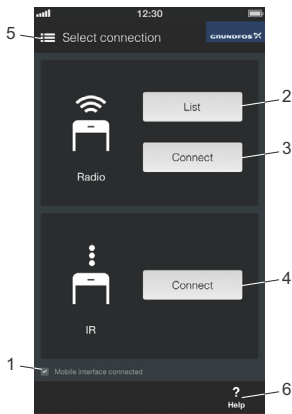 12:30
5
Select connection
GRUNDFOS
List
2
Connect
3
Radio
Connect
4
IR
1
Mobile interface connected
?
6
Help